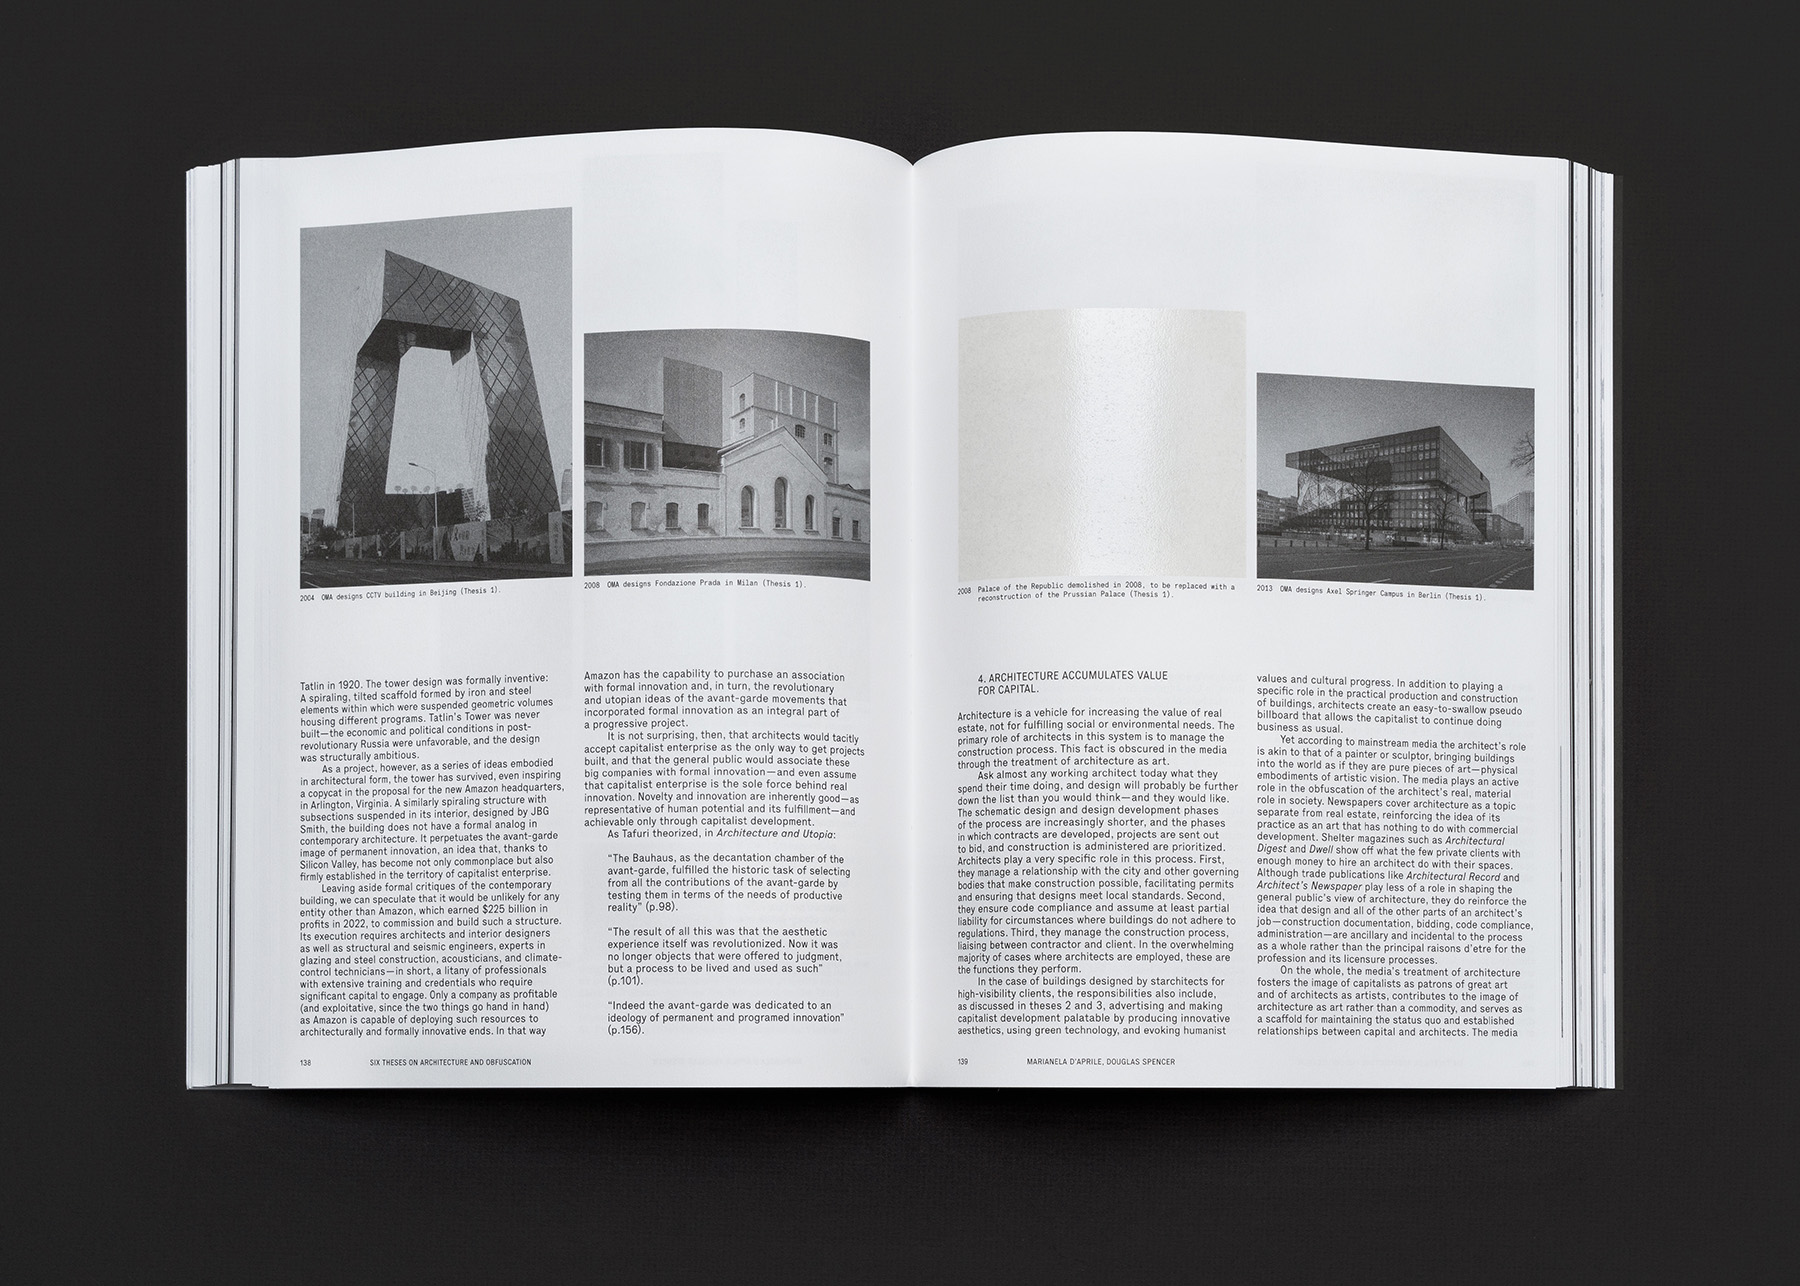 2004 OMA designs CCTV building in Beijing (Thesis 1).
2008 OMA designs Fondazione Prada in Milan (Thesis 1).
Tatlin in 1920. The tower design was formally inventive:
A spiraling, tilted scaffold formed by iron and steel
elements within which were suspended geometric volumes
housing different programs. Tatlin's Tower was never
built—the economic and political conditions in post-
revolutionary Russia were unfavorable, and the design
was structurally ambitious.
As a project, however, as a series of ideas embodied
in architectural form, the tower has survived, even inspiring
a copycat in the proposal for the new Amazon headquarters,
in Arlington, Virginia. A similarly spiraling structure with
subsections suspended in its interior, designed by JBG
Smith, the building does not have a formal analog in
contemporary architecture. It perpetuates the avant-garde
image of permanent innovation, an idea that, thanks to
Silicon Valley, has become not only commonplace but also
firmly established in the territory of capitalist enterprise.
Leaving aside formal critiques of the contemporary
building, we can speculate that it would be unlikely for any
entity other than Amazon, which earned $225 billion in
profits in 2022, to commission and build such a structure.
Its execution requires architects and interior designers
as well as structural and seismic engineers, experts in
glazing and steel construction, acousticians, and climate-
control technicians—in short, a litany of professionals
with extensive training and credentials who require
significant capital to engage. Only a company as profitable
(and exploitative, since the two things go hand in hand)
as Amazon is capable of deploying such resources to
architecturally and formally innovative ends. In that way
Amazon has the capability to purchase an association
with formal innovation and, in turn, the revolutionary
and utopian ideas of the avant-garde movements that
incorporated formal innovation as an integral part of
a progressive project.
It is not surprising, then, that architects would tacitly
accept capitalist enterprise as the only way to get projects
built, and that the general public would associate these
big companies with formal innovation—and even assume
that capitalist enterprise is the sole force behind real
innovation. Novelty and innovation are inherently good—as
representative of human potential and its fulfillment—and
achievable only through capitalist development.
As Tafuri theorized, in Architecture and Utopia:
“The Bauhaus, as the decantation chamber of the
avant-garde, fulfilled the historic task of selecting
from all the contributions of the avant-garde by
testing them in terms of the needs of productive
reality” (p.98).
“The result of all this was that the aesthetic
experience itself was revolutionized. Now it was
no longer objects that were offered to judgment,
but a process to be lived and used as such”
(p.101).
“Indeed the avant-garde was dedicated to an
ideology of permanent and programed innovation”
(p.156).
138 SIX THESES ON ARCHITECTURE AND OBFUSCATION
2008 Palace of the Republic demolished in 2008, to be replaced with a
reconstruction of the Prussian Palace (Thesis 1).
2013 OMA designs Axel Springer Campus in Berlin (Thesis 1).
4. ARCHITECTURE ACCUMULATES VALUE
FOR CAPITAL.
Architecture is a vehicle for increasing the value of real
estate, not for fulfilling social or environmental needs. The
primary role of architects in this system is to manage the
construction process. This fact is obscured in the media
through the treatment of architecture as art.
Ask almost any working architect today what they
spend their time doing, and design will probably be further
down the list than you would think—and they would like.
The schematic design and design development phases
of the process are increasingly shorter, and the phases
in which contracts are developed, projects are sent out
to bid, and construction is administered are prioritized.
Architects play a very specific role in this process. First,
they manage a relationship with the city and other governing
bodies that make construction possible, facilitating permits
and ensuring that designs meet local standards. Second,
they ensure code compliance and assume at least partial
liability for circumstances where buildings do not adhere to
regulations. Third, they manage the construction process,
liaising between contractor and client. In the overwhelming
majority of cases where architects are employed, these are
the functions they perform.
In the case of buildings designed by starchitects for
high-visibility clients, the responsibilities also include,
as discussed in theses 2 and 3, advertising and making
capitalist development palatable by producing innovative
aesthetics, using green technology, and evoking humanist
values and cultural progress. In addition to playing a
specific role in the practical production and construction
of buildings, architects create an easy-to-swallow pseudo
billboard that allows the capitalist to continue doing
business as usual.
Yet according to mainstream media the architect's role
is akin to that of a painter or sculptor, bringing buildings
into the world as if they are pure pieces of art—physical
embodiments of artistic vision. The media plays an active
role in the obfuscation of the architect's real, material
role in society. Newspapers cover architecture as a topic
separate from real estate, reinforcing the idea of its
practice as an art that has nothing to do with commercial
development. Shelter magazines such as Architectural
Digest and Dwell show off what the few private clients with
enough money to hire an architect do with their spaces.
Although trade publications like Architectural Record and
Architect's Newspaper play less of a role in shaping the
general public's view of architecture, they do reinforce the
idea that design and all of the other parts of an architect's
job—construction documentation, bidding, code compliance,
administration—are ancillary and incidental to the process
as a whole rather than the principal raisons d'etre for the
profession and its licensure processes.
On the whole, the media's treatment of architecture
fosters the image of capitalists as patrons of great art
and of architects as artists, contributes to the image of
architecture as art rather than a commodity, and serves as
a scaffold for maintaining the status quo and established
relationships between capital and architects. The media
139 MARIANELA D'APRILE, DOUGLAS SPENCER